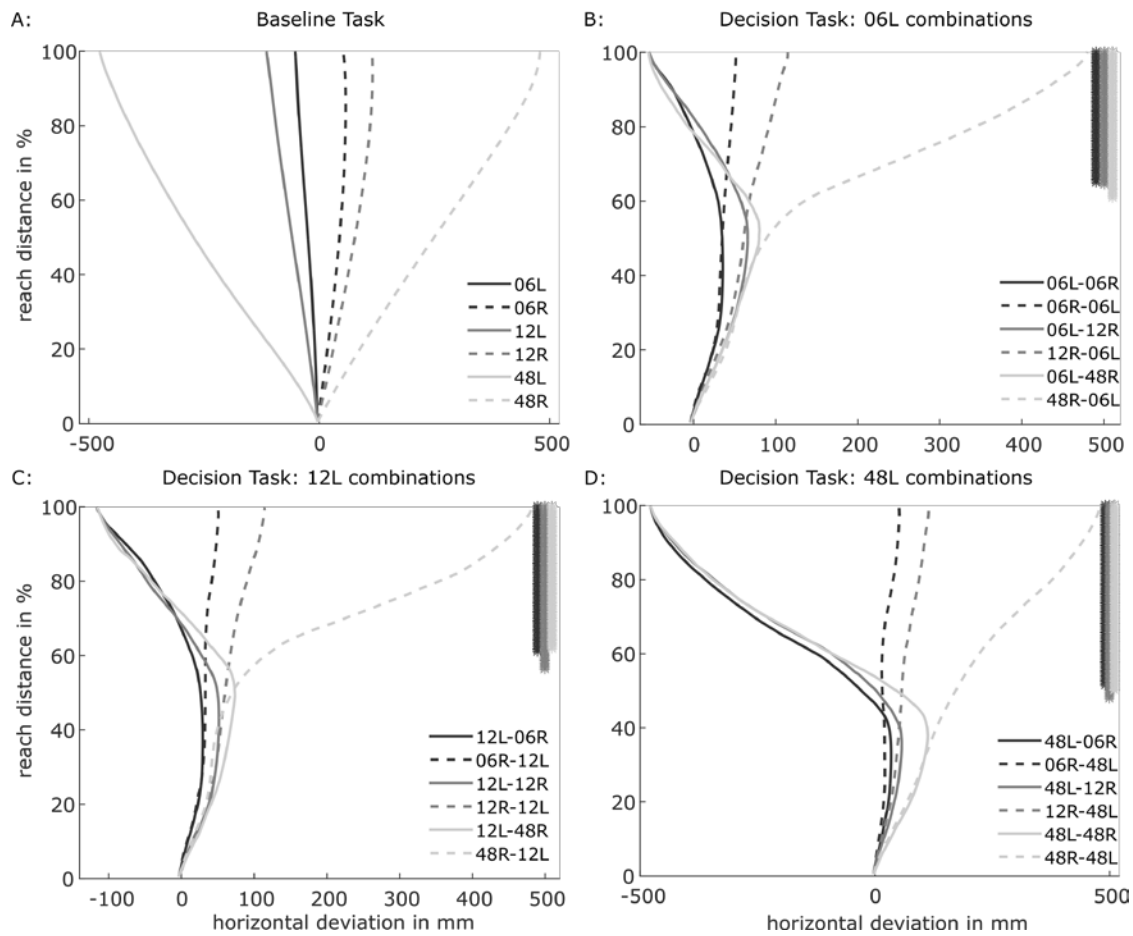 A: Baseline Task
B: Decision Task: 06L combinations
reach distance in %
100
80
60
40
20
0
-500
0
500
06L
06R
12L
12R
48L
48R
100
80
60
40
20
0
0
100
200
300
400
500
06L-06R
06R-06L
06L-12R
12R-06L
06L-48R
48R-06L
C: Decision Task: 12L combinations
D: Decision Task: 48L combinations
reach distance in %
100
80
60
40
20
0
-100
0
100
200
300
400
500
horizontal deviation in mm
12L-06R
06R-12L
12L-12R
12R-12L
12L-48R
48R-12L
100
80
60
40
20
0
-500
0
500
horizontal deviation in mm
48L-06R
06R-48L
48L-12R
12R-48L
48L-48R
48R-48L